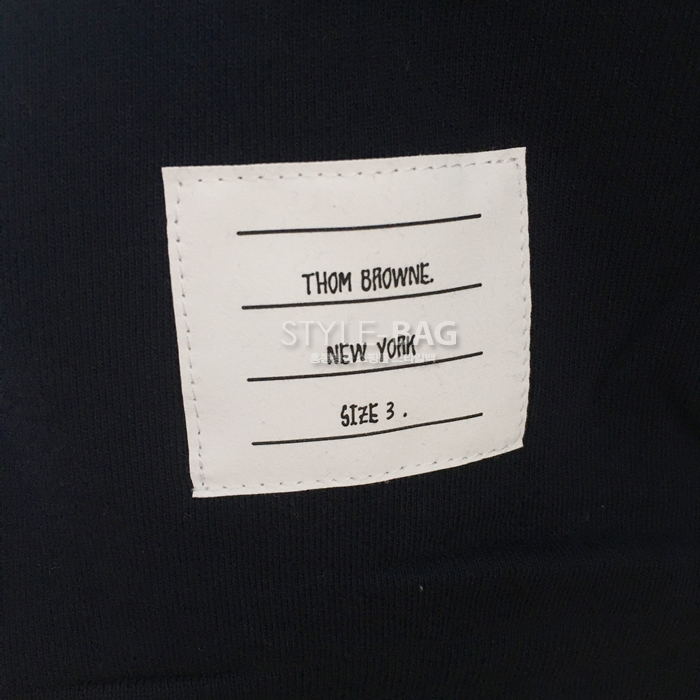 THOM BROWNE.
STYLE-BAG
NEW YORK
SIZE 3 .